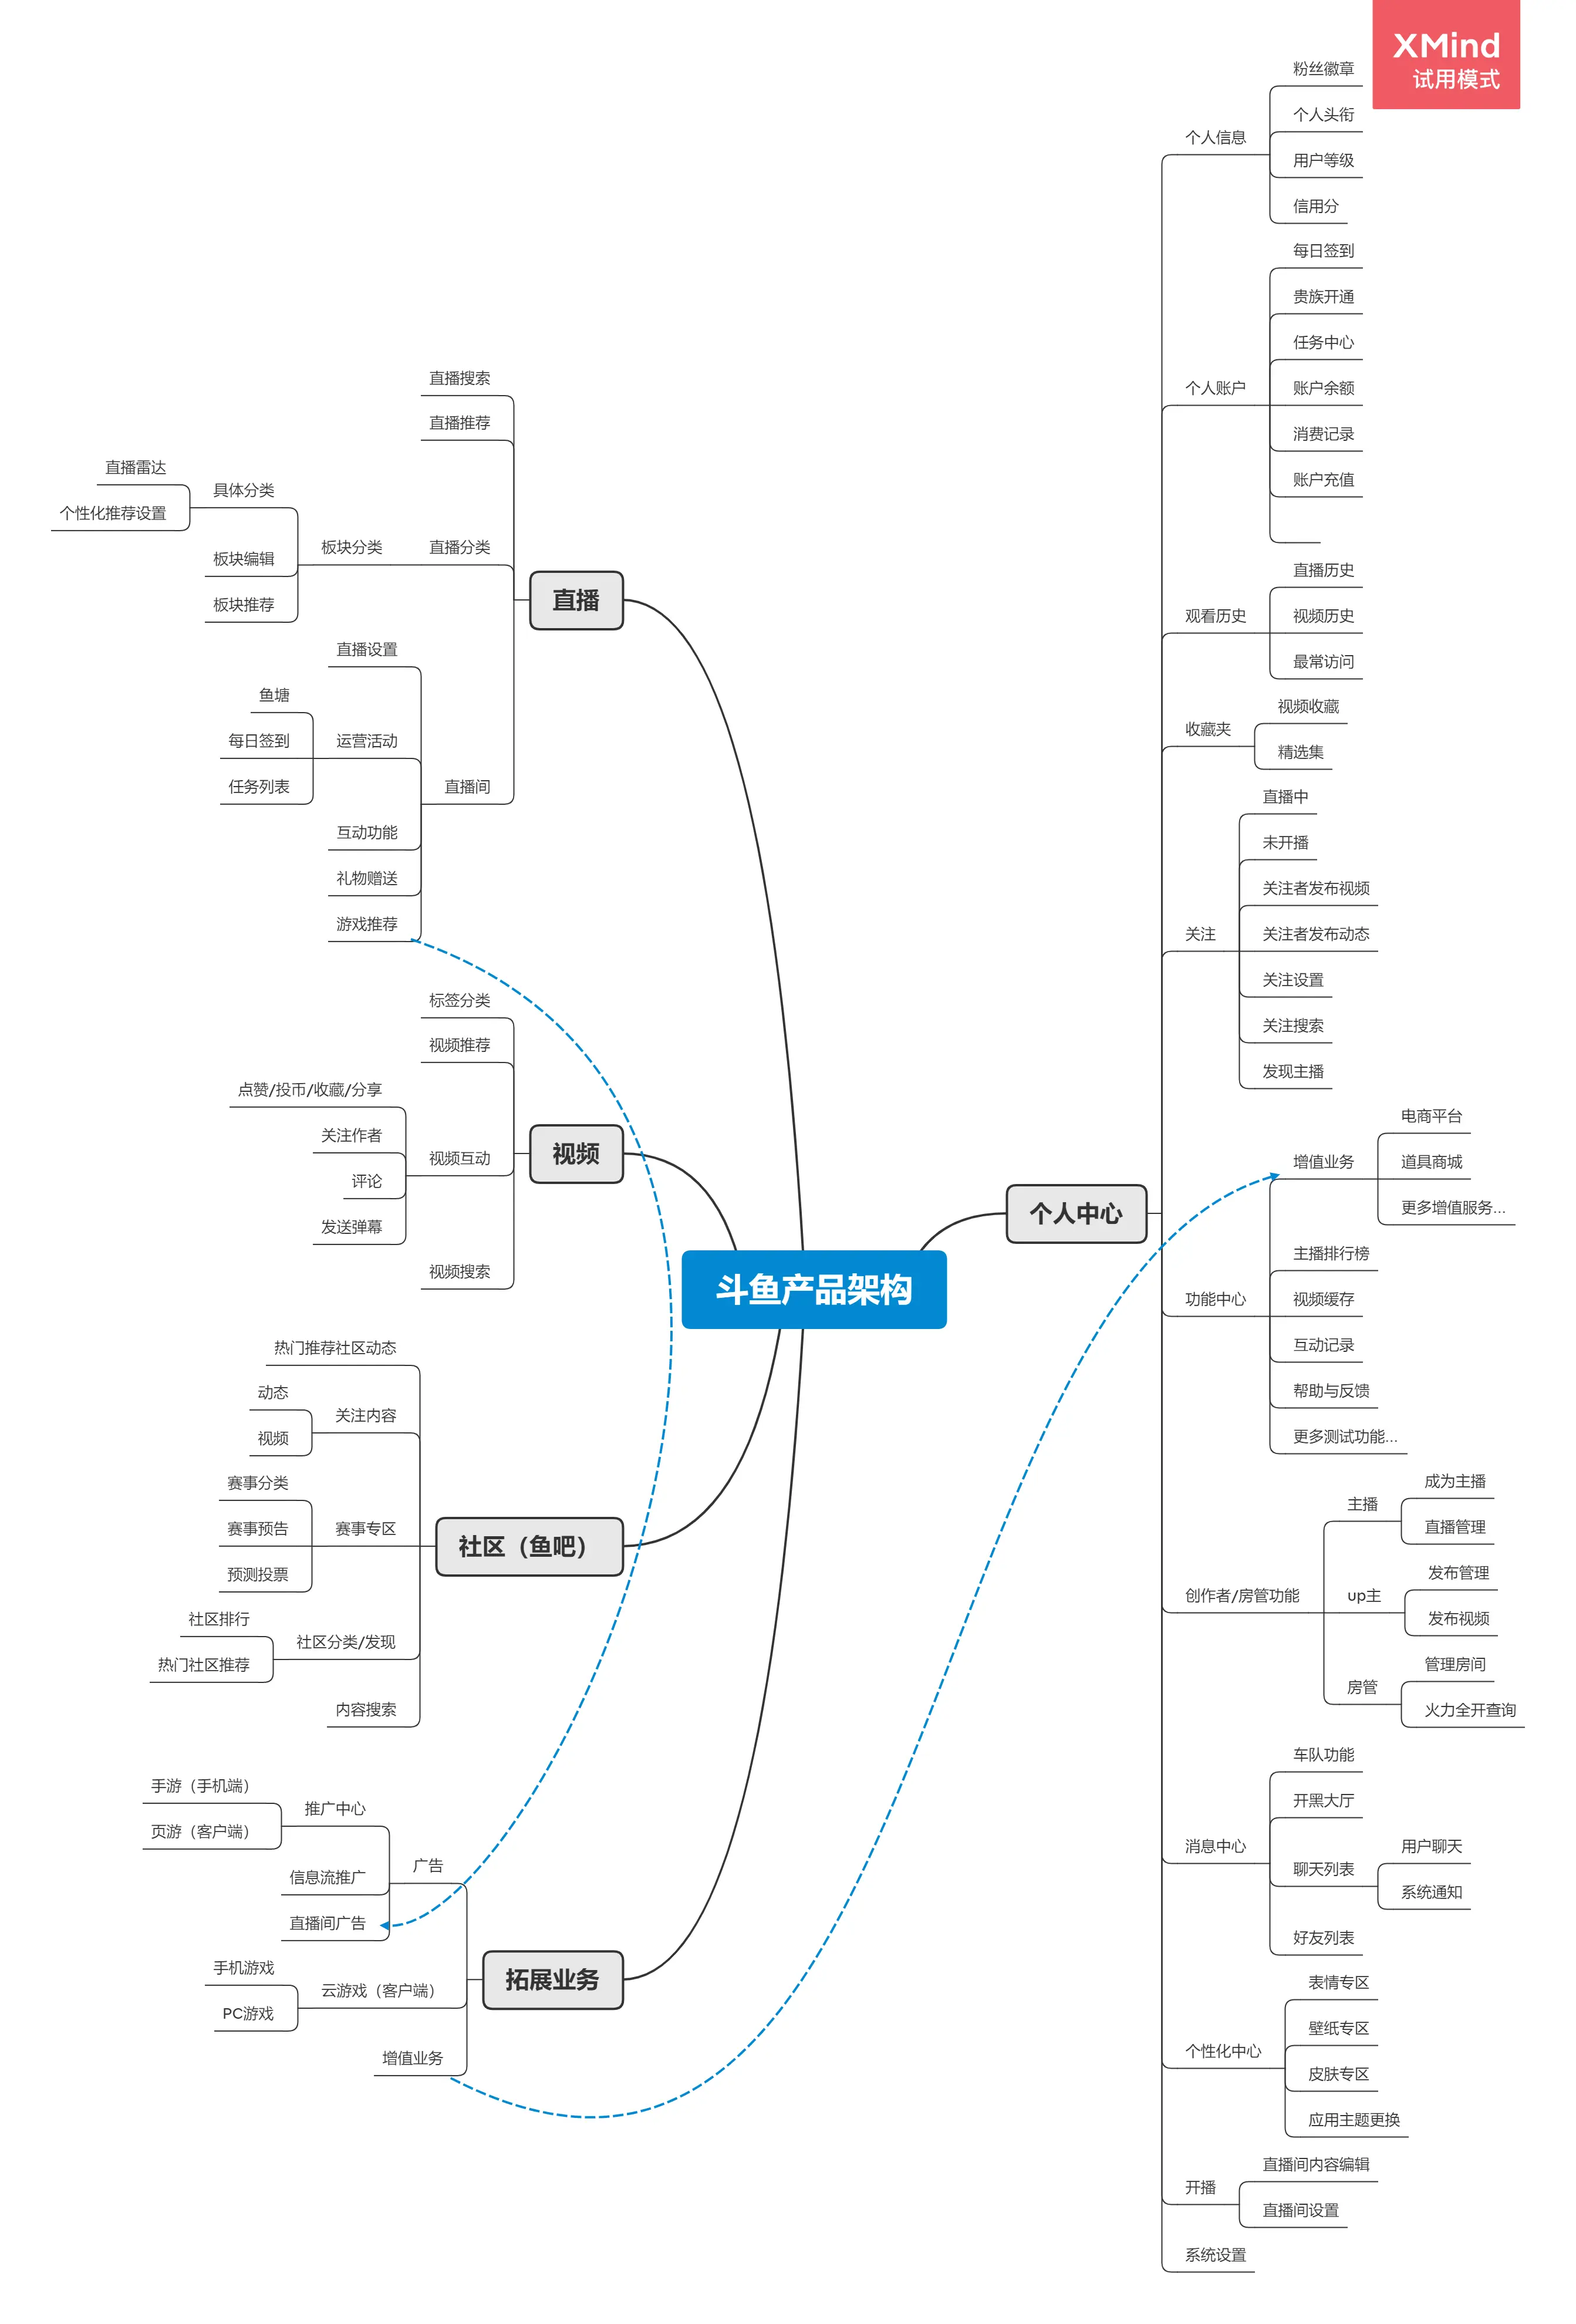 XMind
试用模式
斗鱼产品架构
个人中心
个人信息
粉丝徽章
个人头衔
用户等级
信用分
个人账户
每日签到
贵族开通
任务中心
账户余额
消费记录
账户充值
观看历史
直播历史
视频历史
最常访问
收藏夹
视频收藏
精选集
关注
直播中
未开播
关注者发布视频
关注者发布动态
关注设置
关注搜索
发现主播
功能中心
增值业务
电商平台
道具商城
更多增值服务...
主播排行榜
视频缓存
互动记录
帮助与反馈
更多测试功能...
创作者/房管功能
主播
成为主播
直播管理
up主
发布管理
发布视频
房管
管理房间
火力全开查询
消息中心
车队功能
开黑大厅
聊天列表
用户聊天
系统通知
好友列表
个性化中心
表情专区
壁纸专区
皮肤专区
应用主题更换
开播
直播间内容编辑
直播间设置
系统设置
直播
直播搜索
直播推荐
直播分类
板块分类
具体分类
直播雷达
个性化推荐设置
板块编辑
板块推荐
直播间
直播设置
运营活动
鱼塘
每日签到
任务列表
互动功能
礼物赠送
游戏推荐
视频
标签分类
视频推荐
视频互动
点赞/投币/收藏/分享
关注作者
评论
发送弹幕
视频搜索
社区（鱼吧）
热门推荐社区动态
关注内容
动态
视频
赛事专区
赛事分类
赛事预告
预测投票
社区分类/发现
社区排行
热门社区推荐
内容搜索
拓展业务
广告
推广中心
手游（手机端）
页游（客户端）
信息流推广
直播间广告
云游戏（客户端）
手机游戏
PC游戏
增值业务